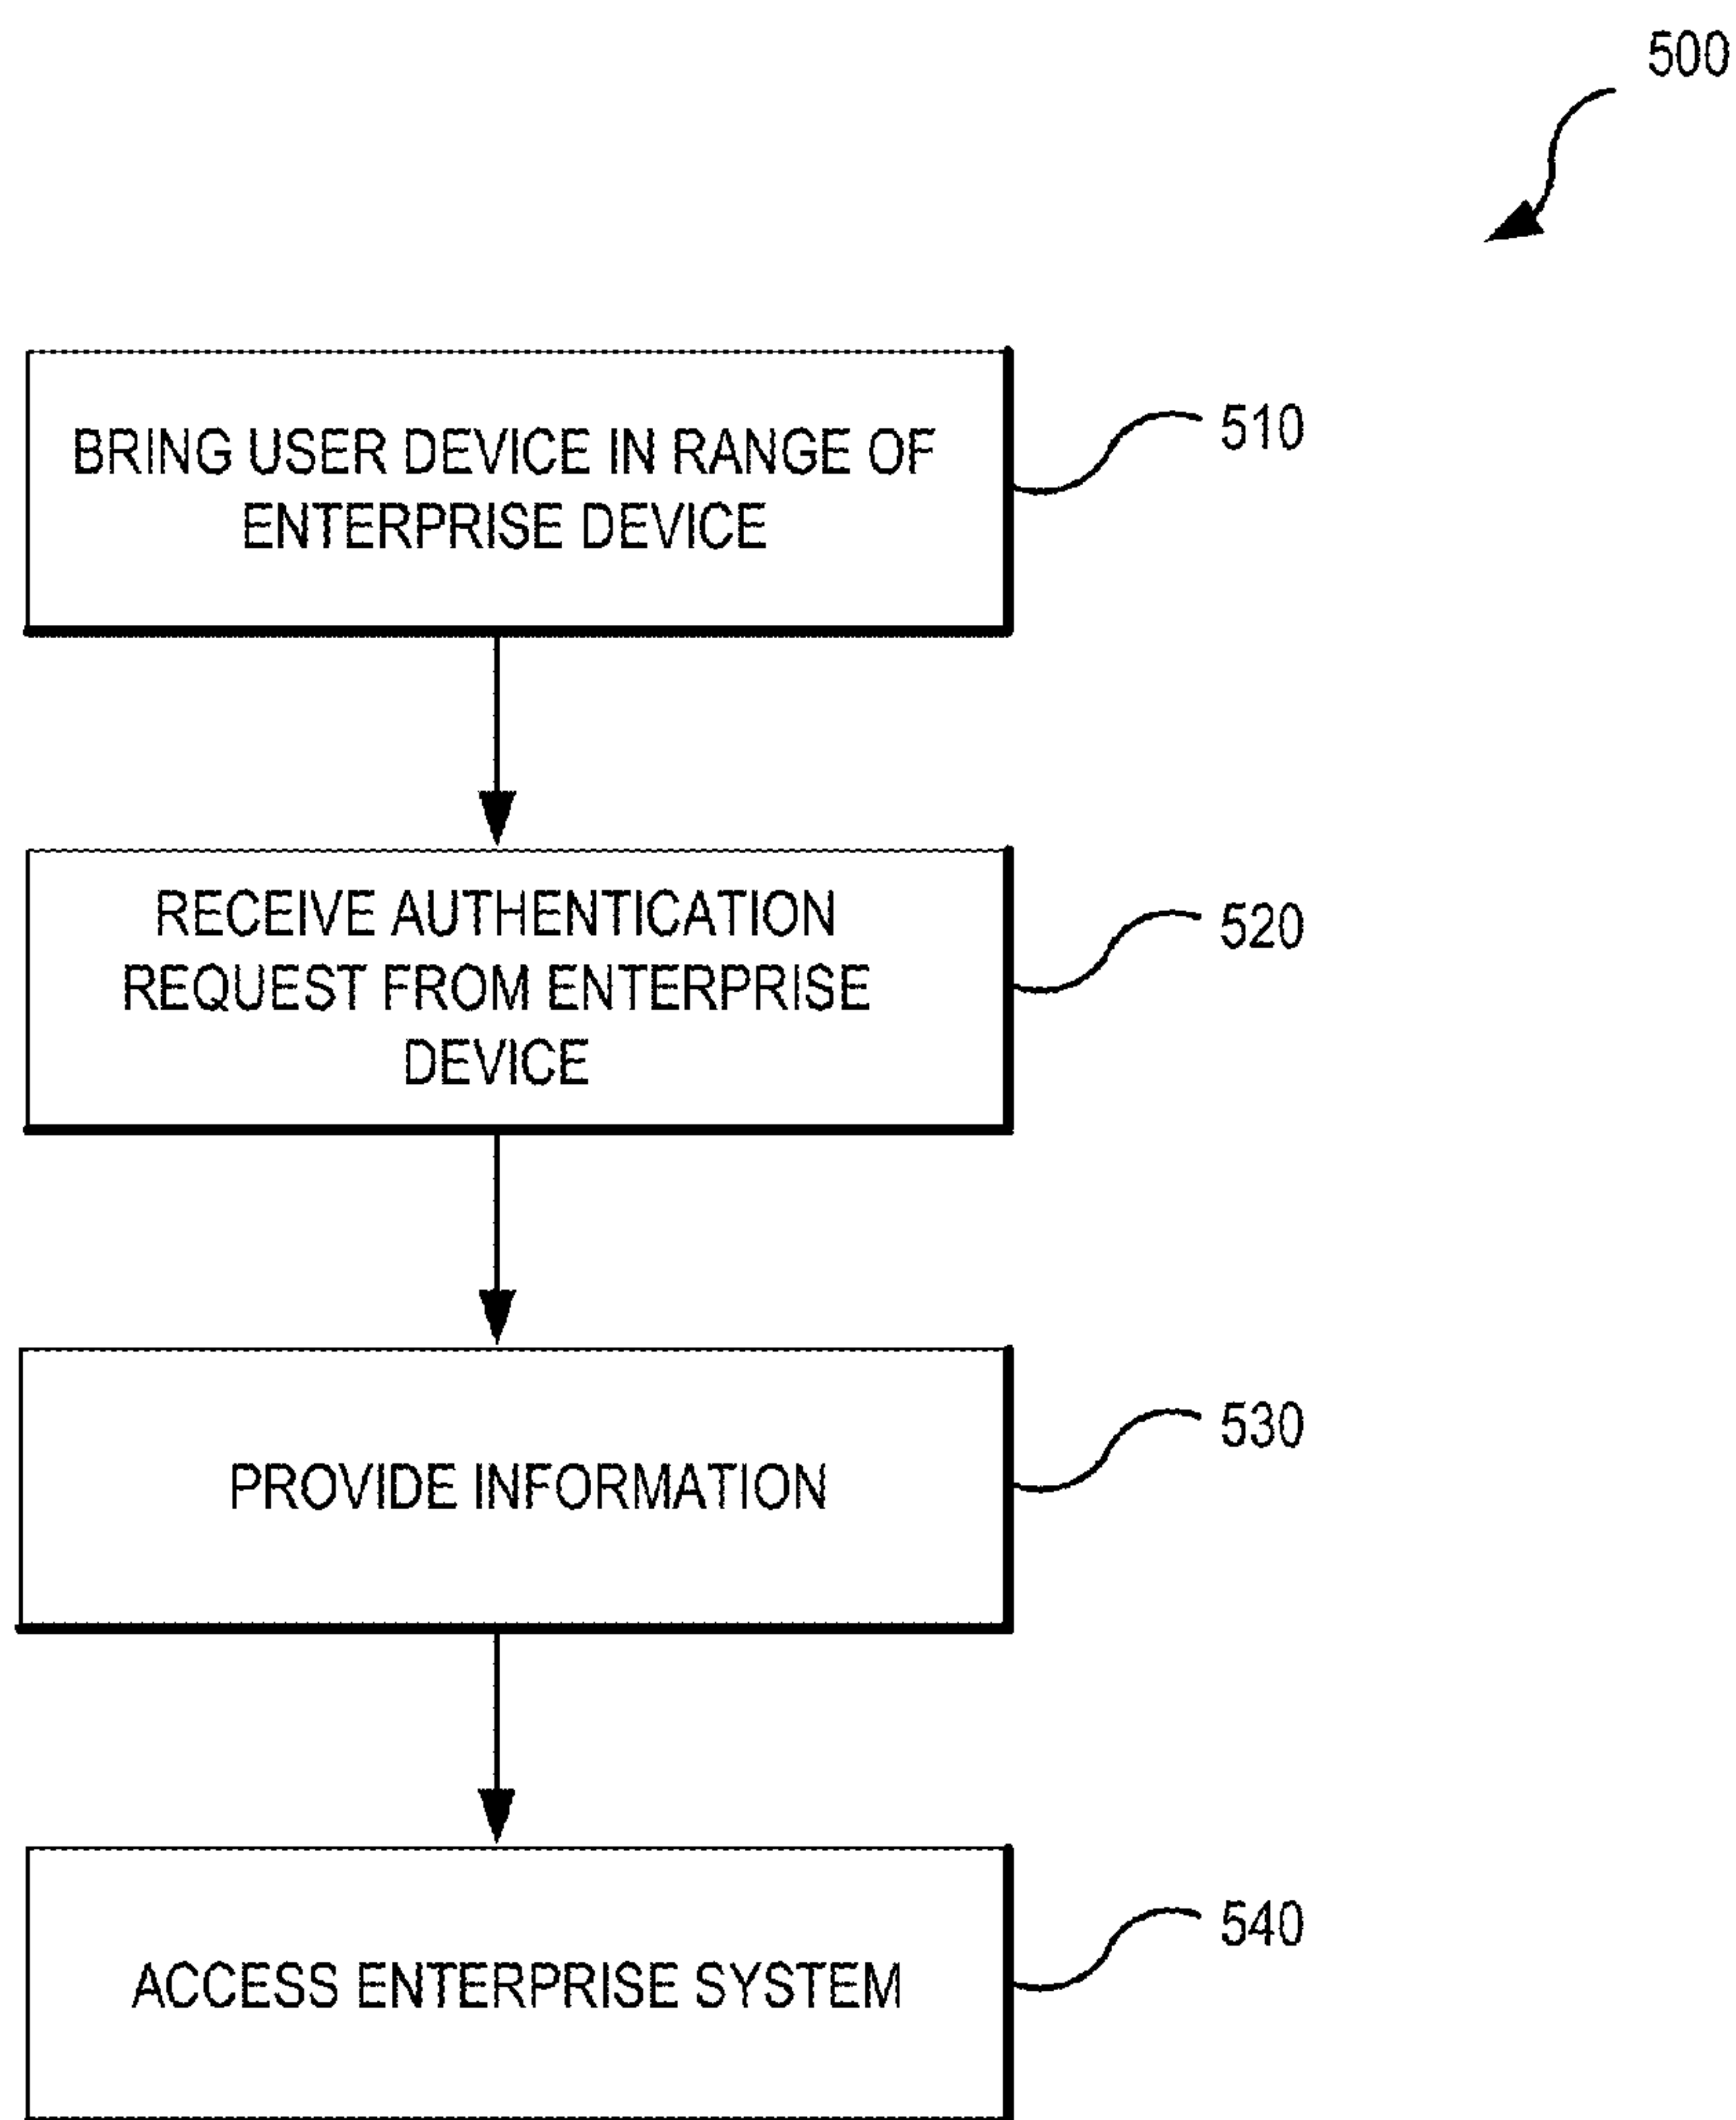 500
BRING USER DEVICE IN RANGE OF
ENTERPRISE DEVICE
510
RECEIVE AUTHENTICATION
REQUEST FROM ENTERPRISE
DEVICE
520
PROVIDE INFORMATION
530
ACCESS ENTERPRISE SYSTEM
540